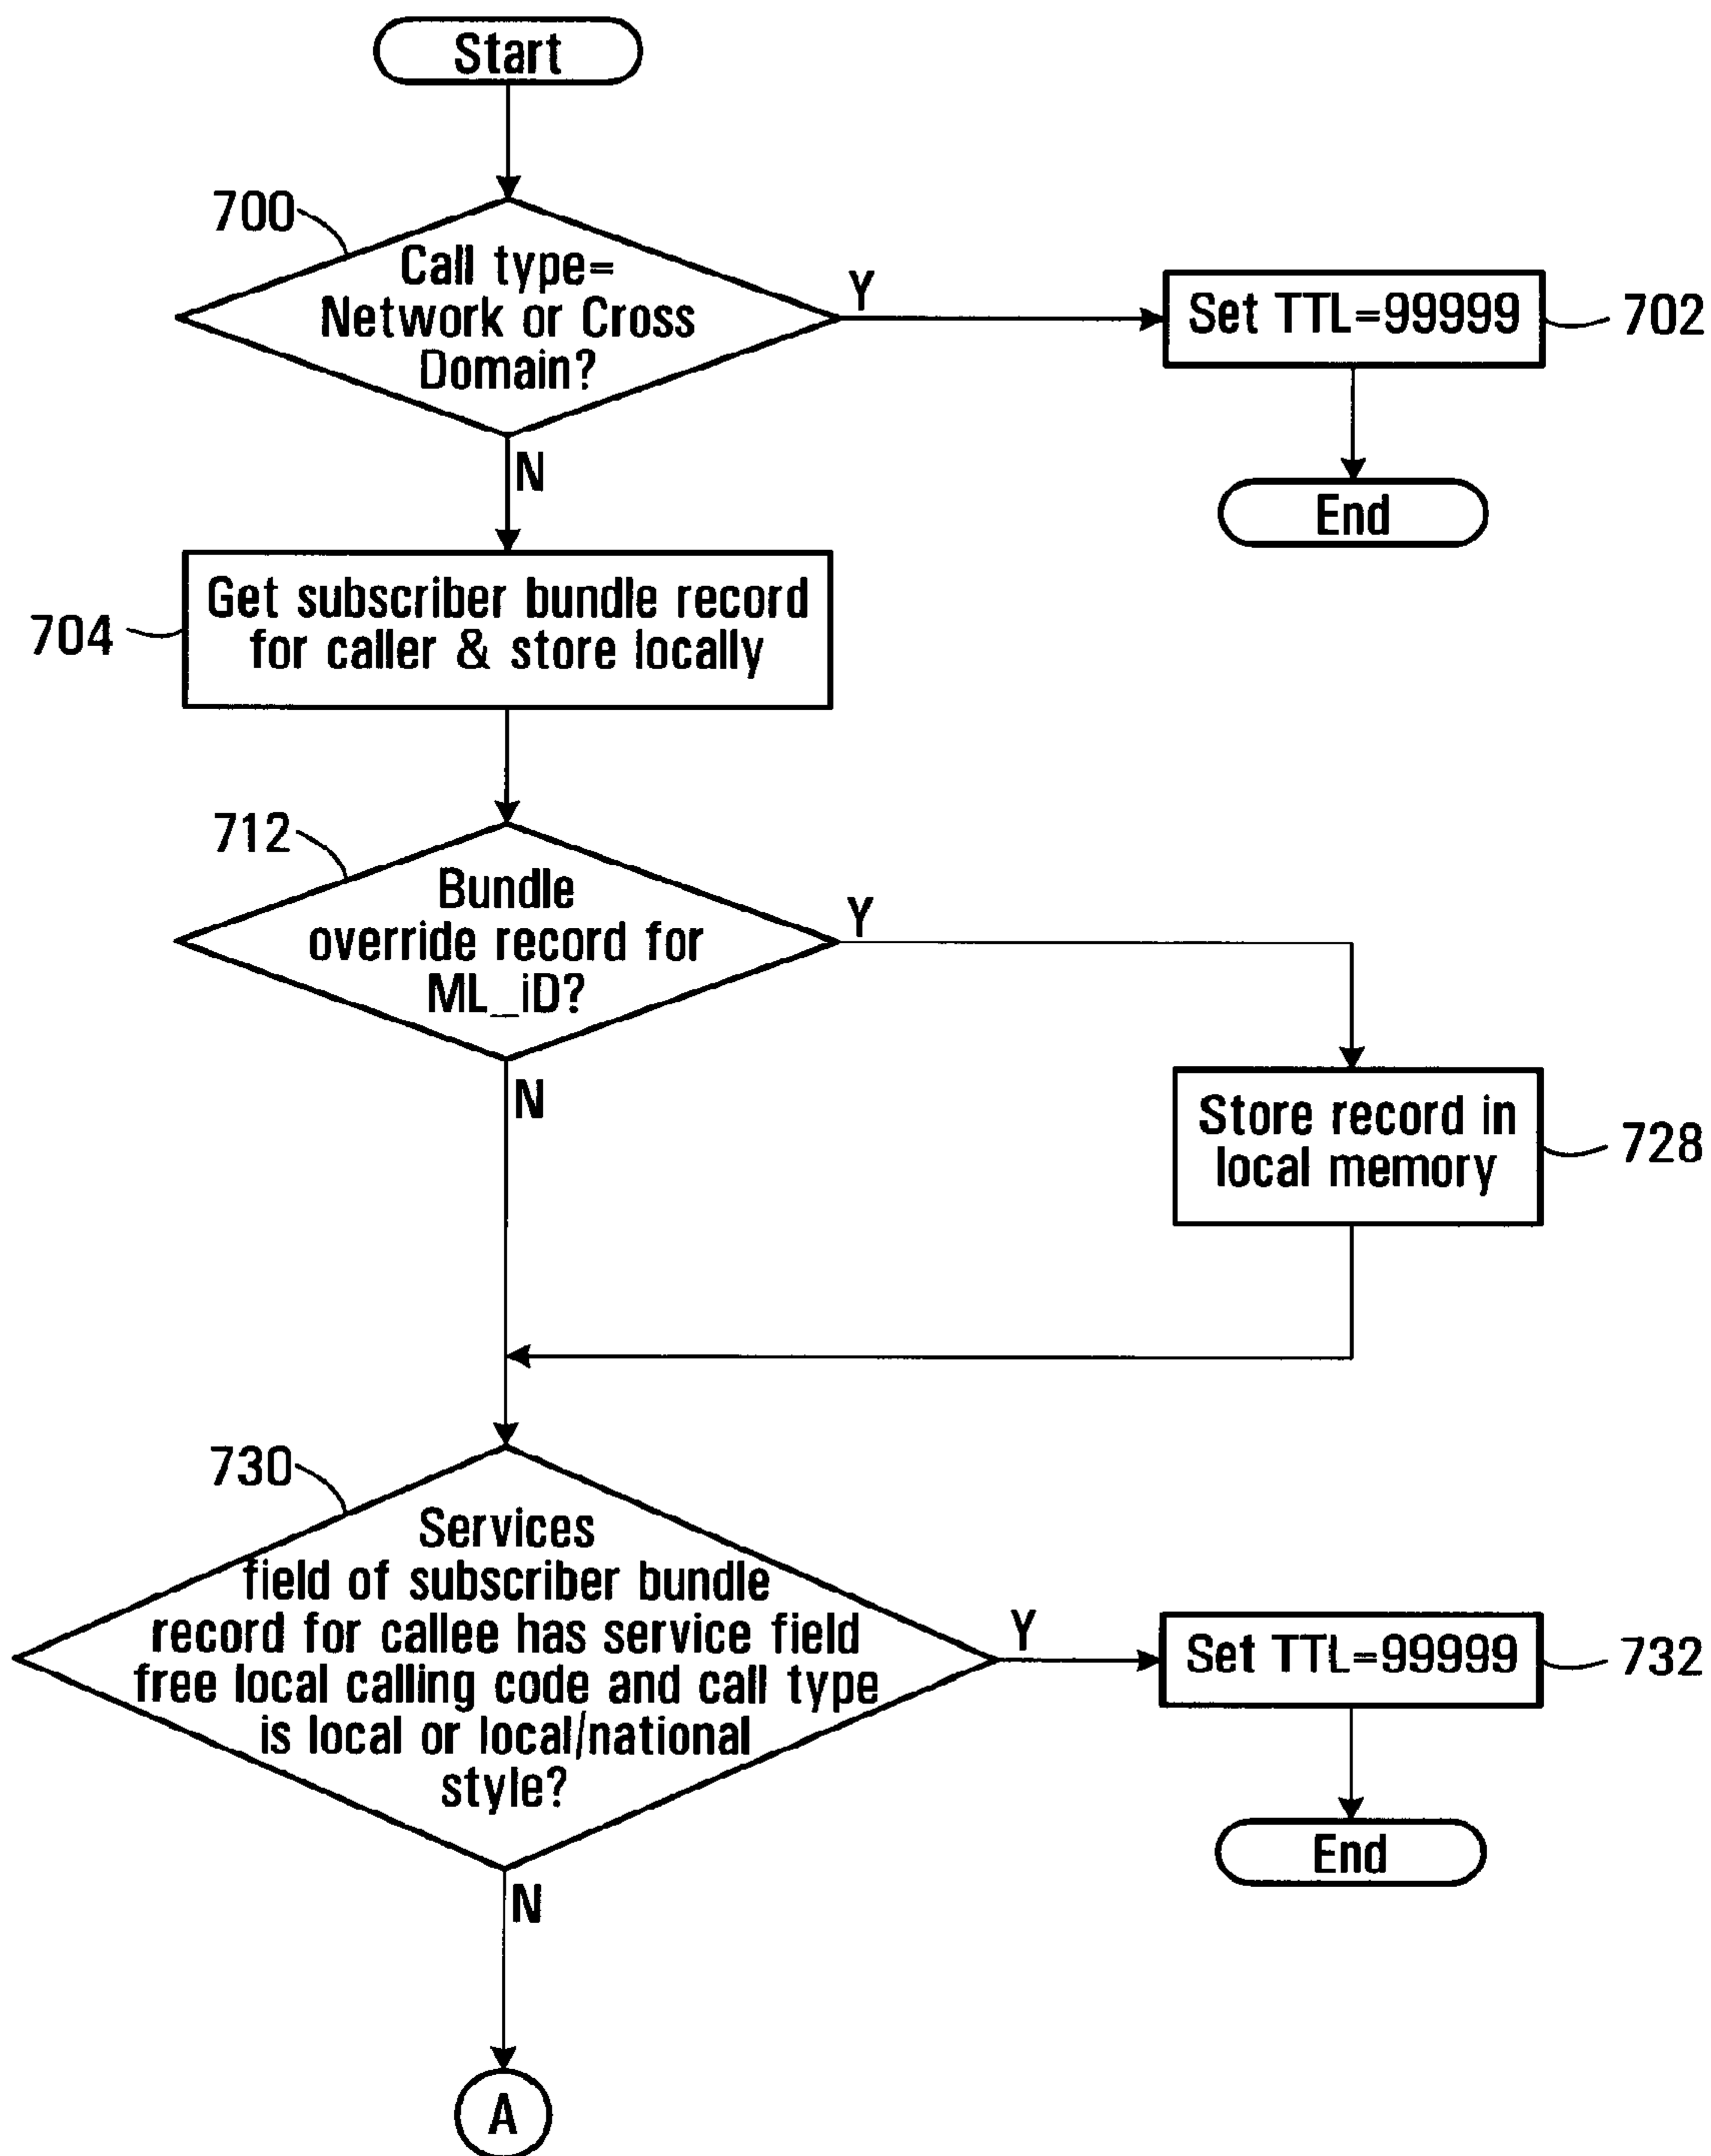 Start
700
Call type=
Network or Cross
Domain?
Y
Set TTL=99999
702
End
N
704
Get subscriber bundle record
for caller & store locally
712
Bundle
override record for
ML_iD?
Y
N
Store record in
local memory
728
730
Services
field of subscriber bundle
record for callee has service field
free local calling code and call type
is local or local/national
style?
Y
Set TTL=99999
732
End
N
A